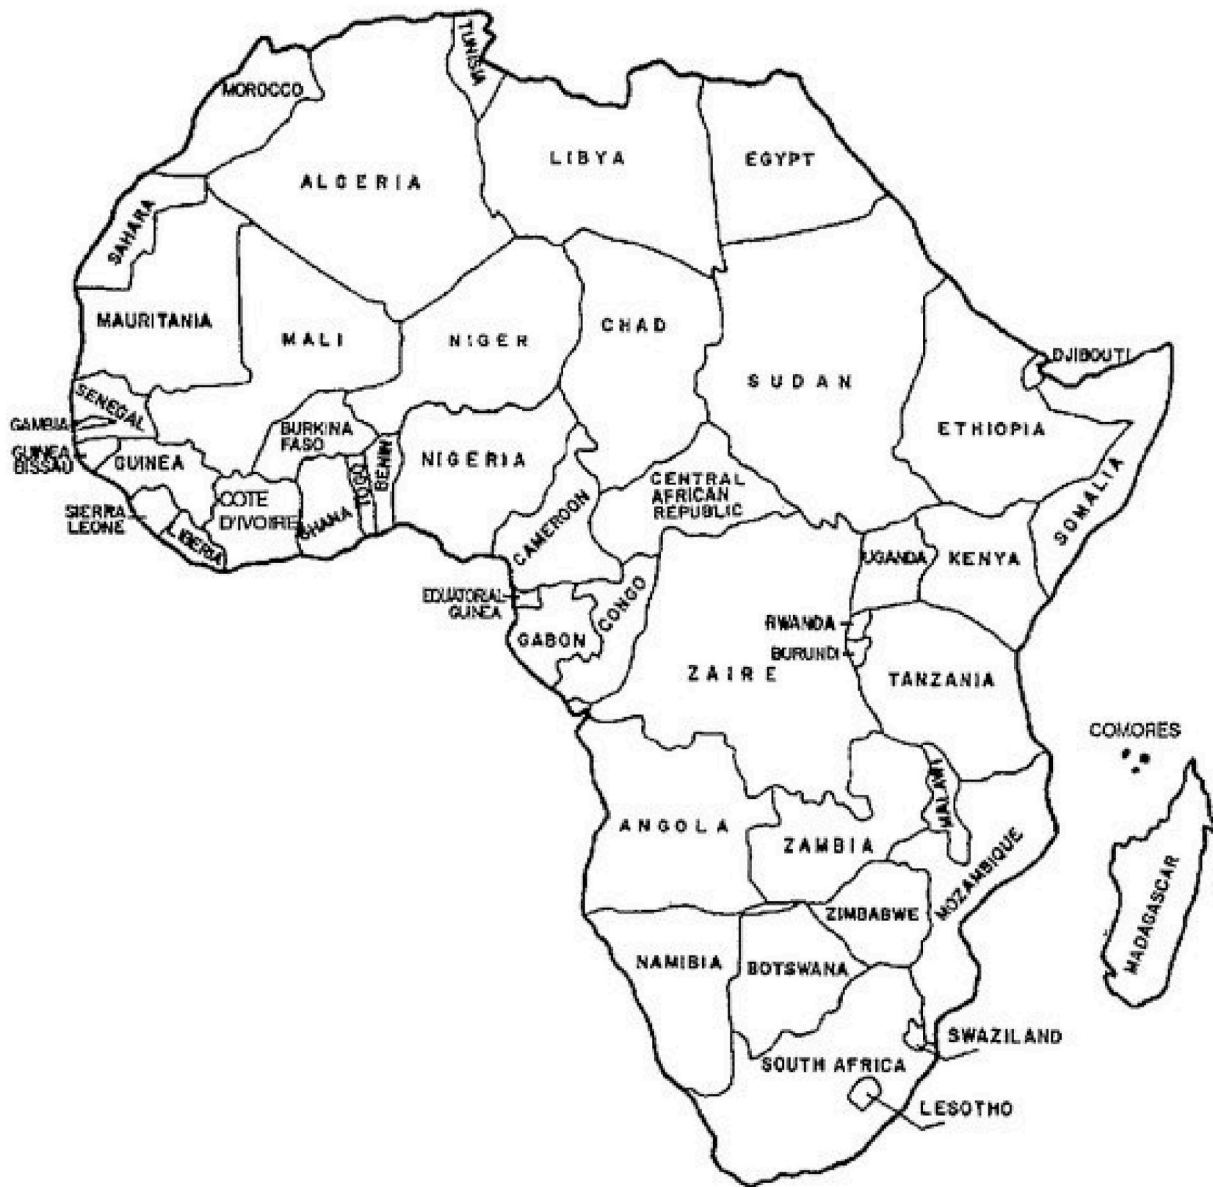 TUNISIA
MOROCCO
LIBYA
EGYPT
ALGERIA
SAHARA
MAURITANIA
MALI
NIGER
CHAD
SUDAN
DJIBOUTI
SENEGAL
GAMBIA
BURKINA
FASO
ETHIOPIA
GUINEA
BISSAU
GUINEA
NIGERIA
TOGO
BENIN
CENTRAL
AFRICAN
REPUBLIC
SOMALIA
COTE
D'IVOIRE
SIERRA
LEONE
GHANA
LIBERIA
CAMEROON
UGANDA
KENYA
EQUATORIAL
GUINEA
CONGO
GABON
RWANDA
BURUNDI
ZAIRE
TANZANIA
COMORES
MALAWI
ANGOLA
ZAMBIA
MOZAMBIQUE
MADAGASCAR
ZIMBABWE
NAMIBIA
BOTSWANA
SWAZILAND
SOUTH AFRICA
LESOTHO